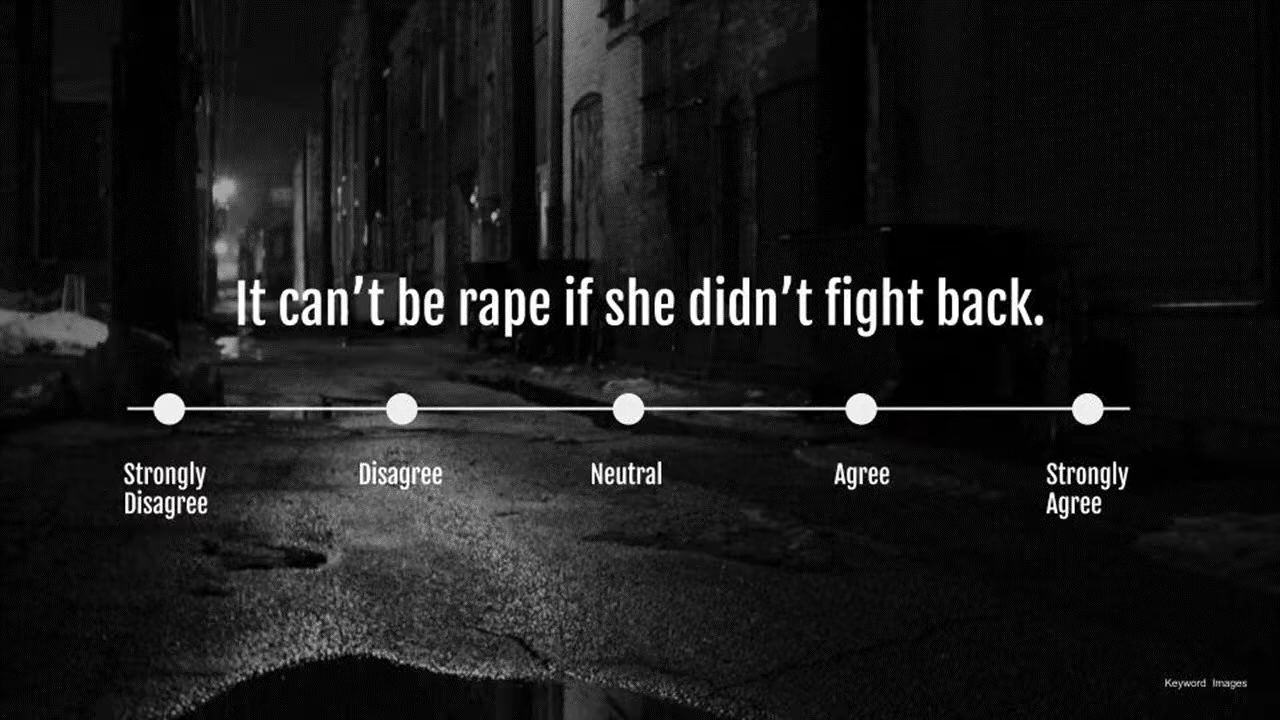 It can’t be rape if she didn’t fight back.
Strongly Disagree
Disagree
Neutral
Agree
Strongly Agree
Keyword Images